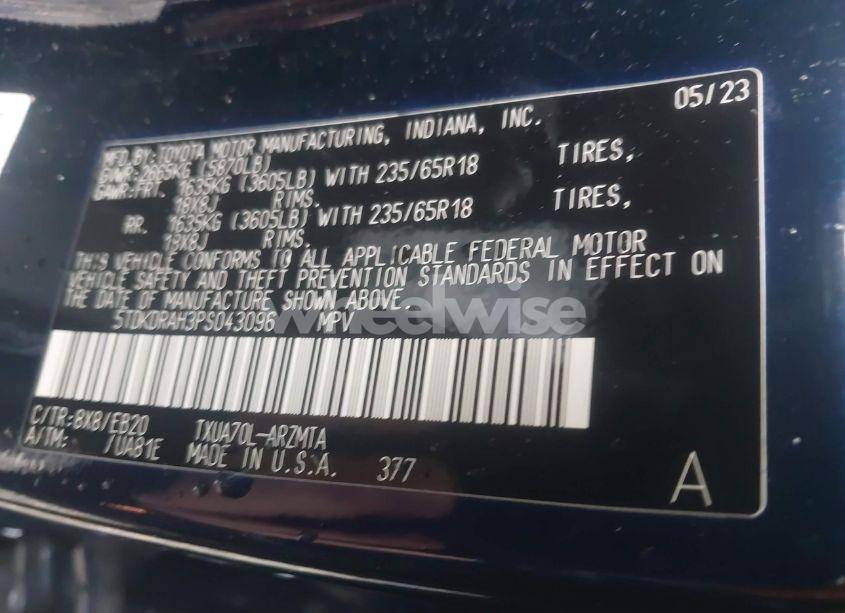 05/23
MFD.BY:TOYOTA MOTOR MANUFACTURING, INDIANA, INC.
GVWR:2665KG (5870LB)
GAWR:FRT. 1635KG (3605LB) WITH 235/65R18 TIRES,
18X8J RIMS.
RR. 1635KG (3605LB) WITH 235/65R18 TIRES,
18X8J RIMS.
THIS VEHICLE CONFORMS TO ALL APPLICABLE FEDERAL MOTOR
VEHICLE SAFETY AND THEFT PREVENTION STANDARDS IN EFFECT ON
THE DATE OF MANUFACTURE SHOWN ABOVE.
5TDKDRAH3PS043096 MPV
wheelwise
C/TR:8X8/EB20 TXUA70L-ARZMTA
A/TM: /UA81E MADE IN U.S.A. 377
A